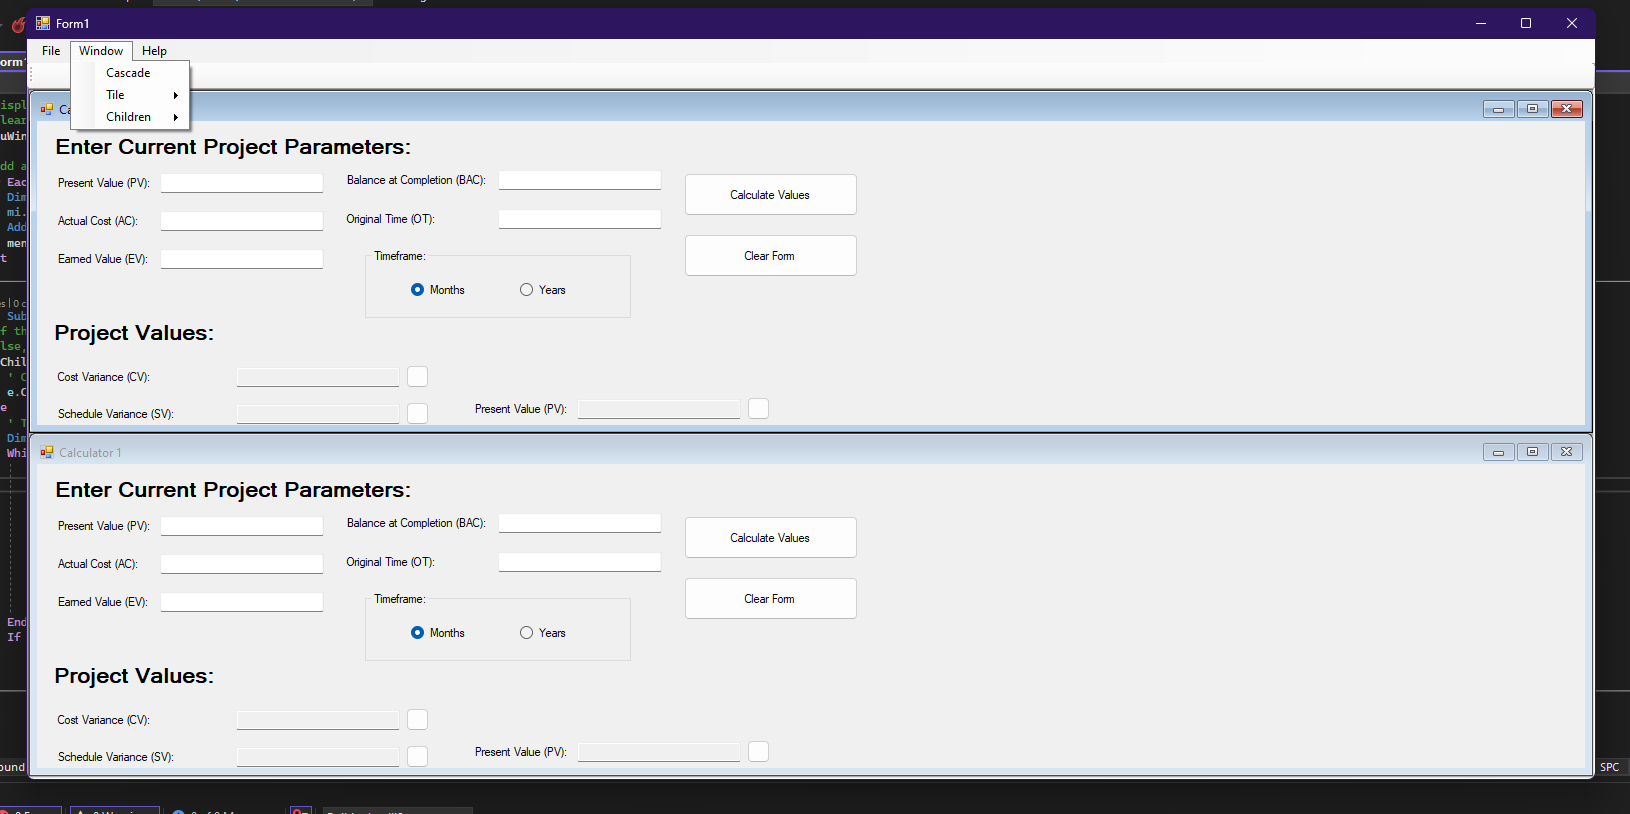 Form1
File Window Help
Cascade
Tile
Children
Enter Current Project Parameters:
Present Value (PV):
Balance at Completion (BAC):
Calculate Values
Actual Cost (AC):
Original Time (OT):
Earned Value (EV):
Timeframe:
Clear Form
Months
Years
Project Values:
Cost Variance (CV):
Schedule Variance (SV):
Present Value (PV):
Calculator 1
Enter Current Project Parameters:
Present Value (PV):
Balance at Completion (BAC):
Calculate Values
Actual Cost (AC):
Original Time (OT):
Earned Value (EV):
Timeframe:
Clear Form
Months
Years
Project Values:
Cost Variance (CV):
Schedule Variance (SV):
Present Value (PV):
SPC